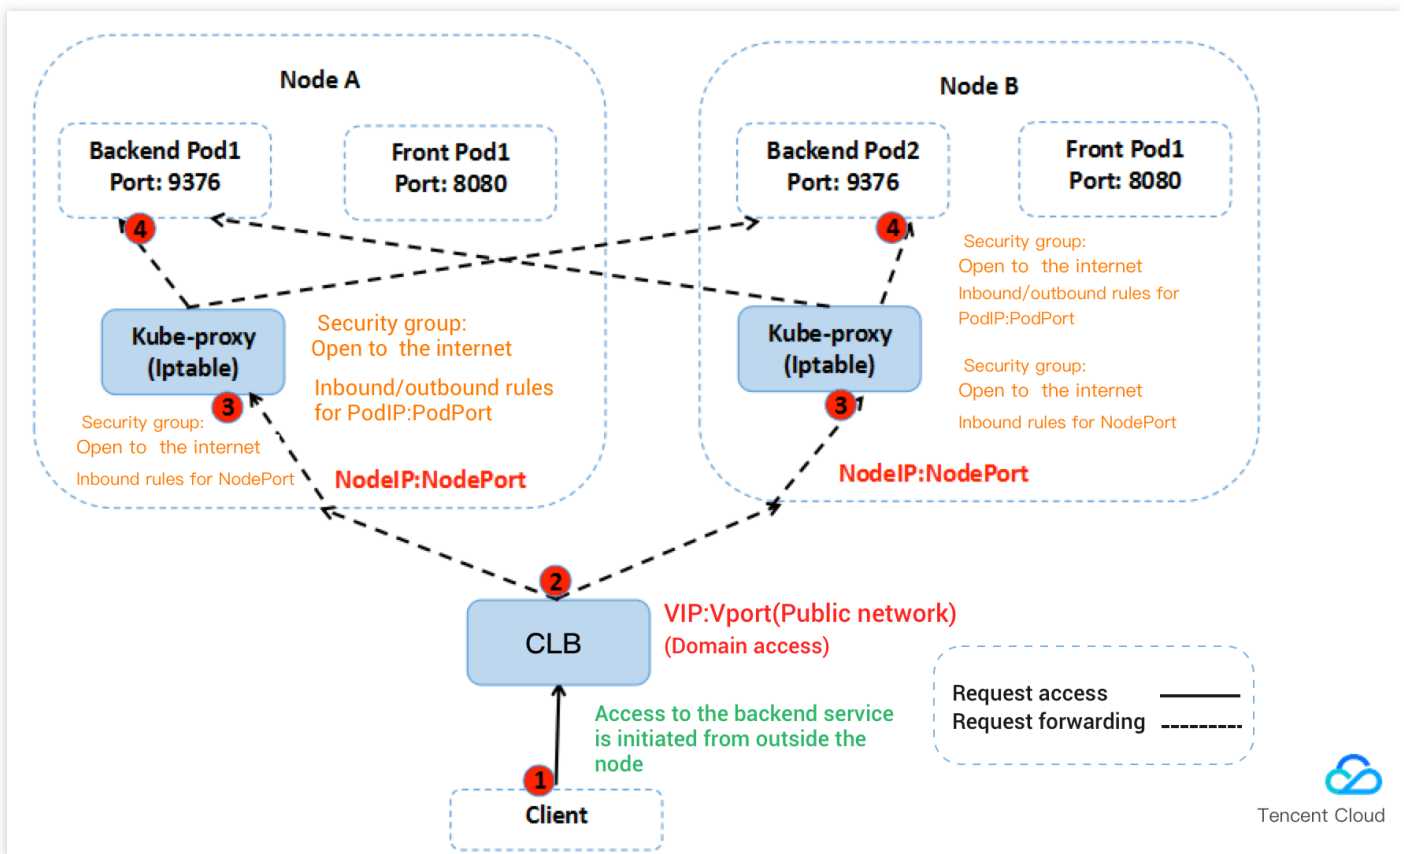 Node A
Backend Pod1
Port: 9376
4
Front Pod1
Port: 8080
Kube-proxy
(Iptable)
3
Security group:
Open to the internet
Inbound/outbound rules
for PodIP:PodPort
Security group:
Open to the internet
Inbound rules for NodePort
NodeIP:NodePort
Node B
Backend Pod2
Port: 9376
4
Front Pod1
Port: 8080
Security group:
Open to the internet
Inbound/outbound rules for
PodIP:PodPort
Kube-proxy
(Iptable)
3
Security group:
Open to the internet
Inbound rules for NodePort
NodeIP:NodePort
2
CLB
VIP:Vport(Public network)
(Domain access)
Access to the backend service
is initiated from outside the
node
1
Client
Request access
Request forwarding
Tencent Cloud